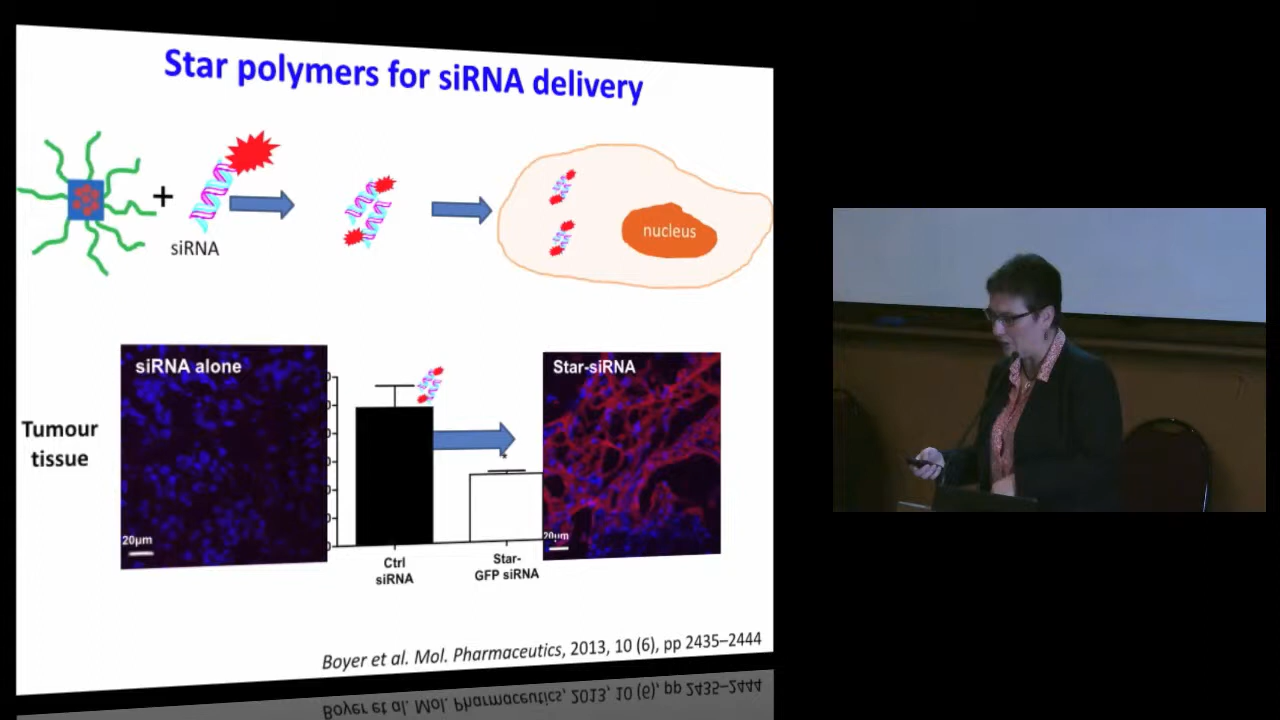 Star polymers for siRNA delivery
+
siRNA
nucleus
Tumour
tissue
siRNA alone
20μm
Ctrl
siRNA
*
Star-
GFP siRNA
Star-siRNA
20μm
Boyer et al. Mol. Pharmaceutics, 2013, 10 (6), pp 2435–2444